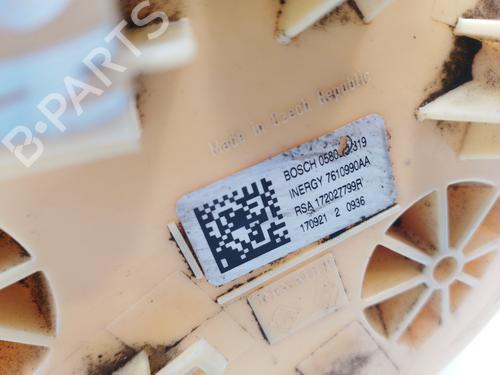 B-PARTS
Made in Czech Republic
BOSCH
INERGY 7610990AA
RSA 172027799R
170921 2 0936